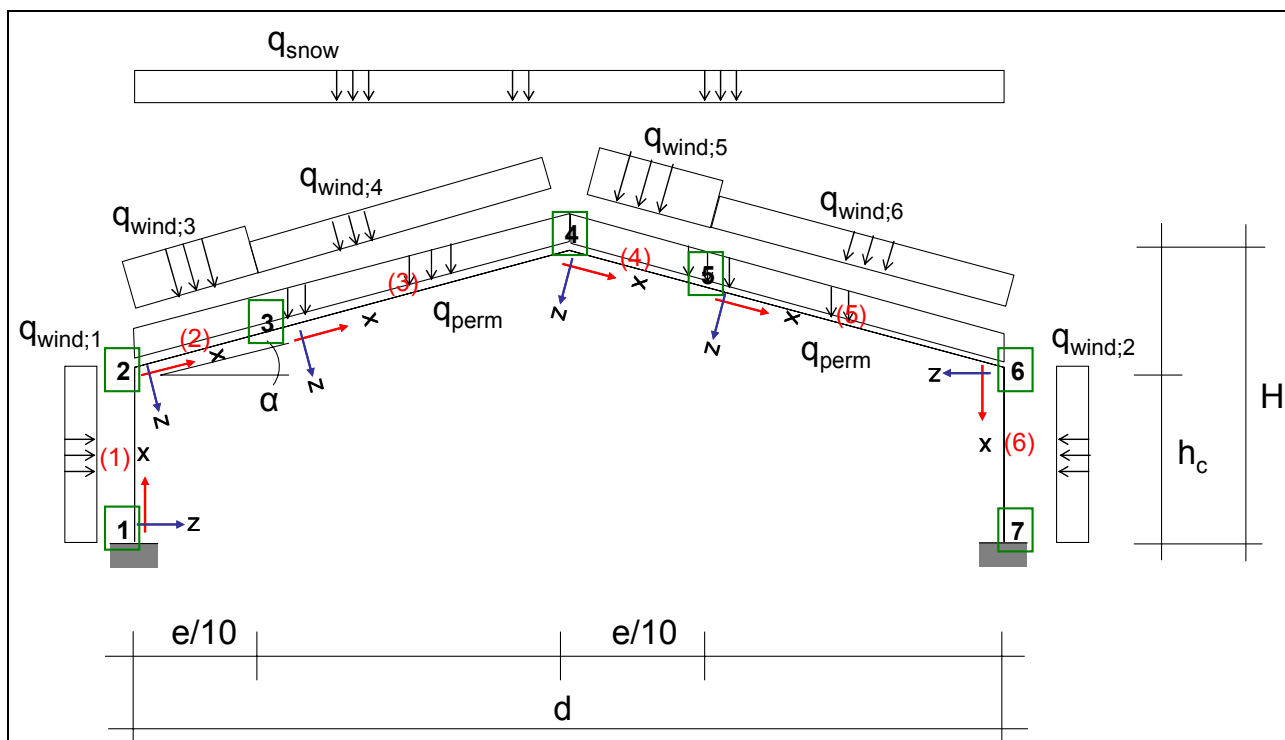 q_snow
q_wind;5
q_wind;4
q_wind;6
q_wind;3
4
(4)
5
(3)
x
3
x
z
q_perm
x
(5)
q_wind;1
(2)
x
z
q_perm
q_wind;2
2
z
α
z
z
6
H
(1)
x
x
(6)
h_c
1
z
7
e/10
e/10
d